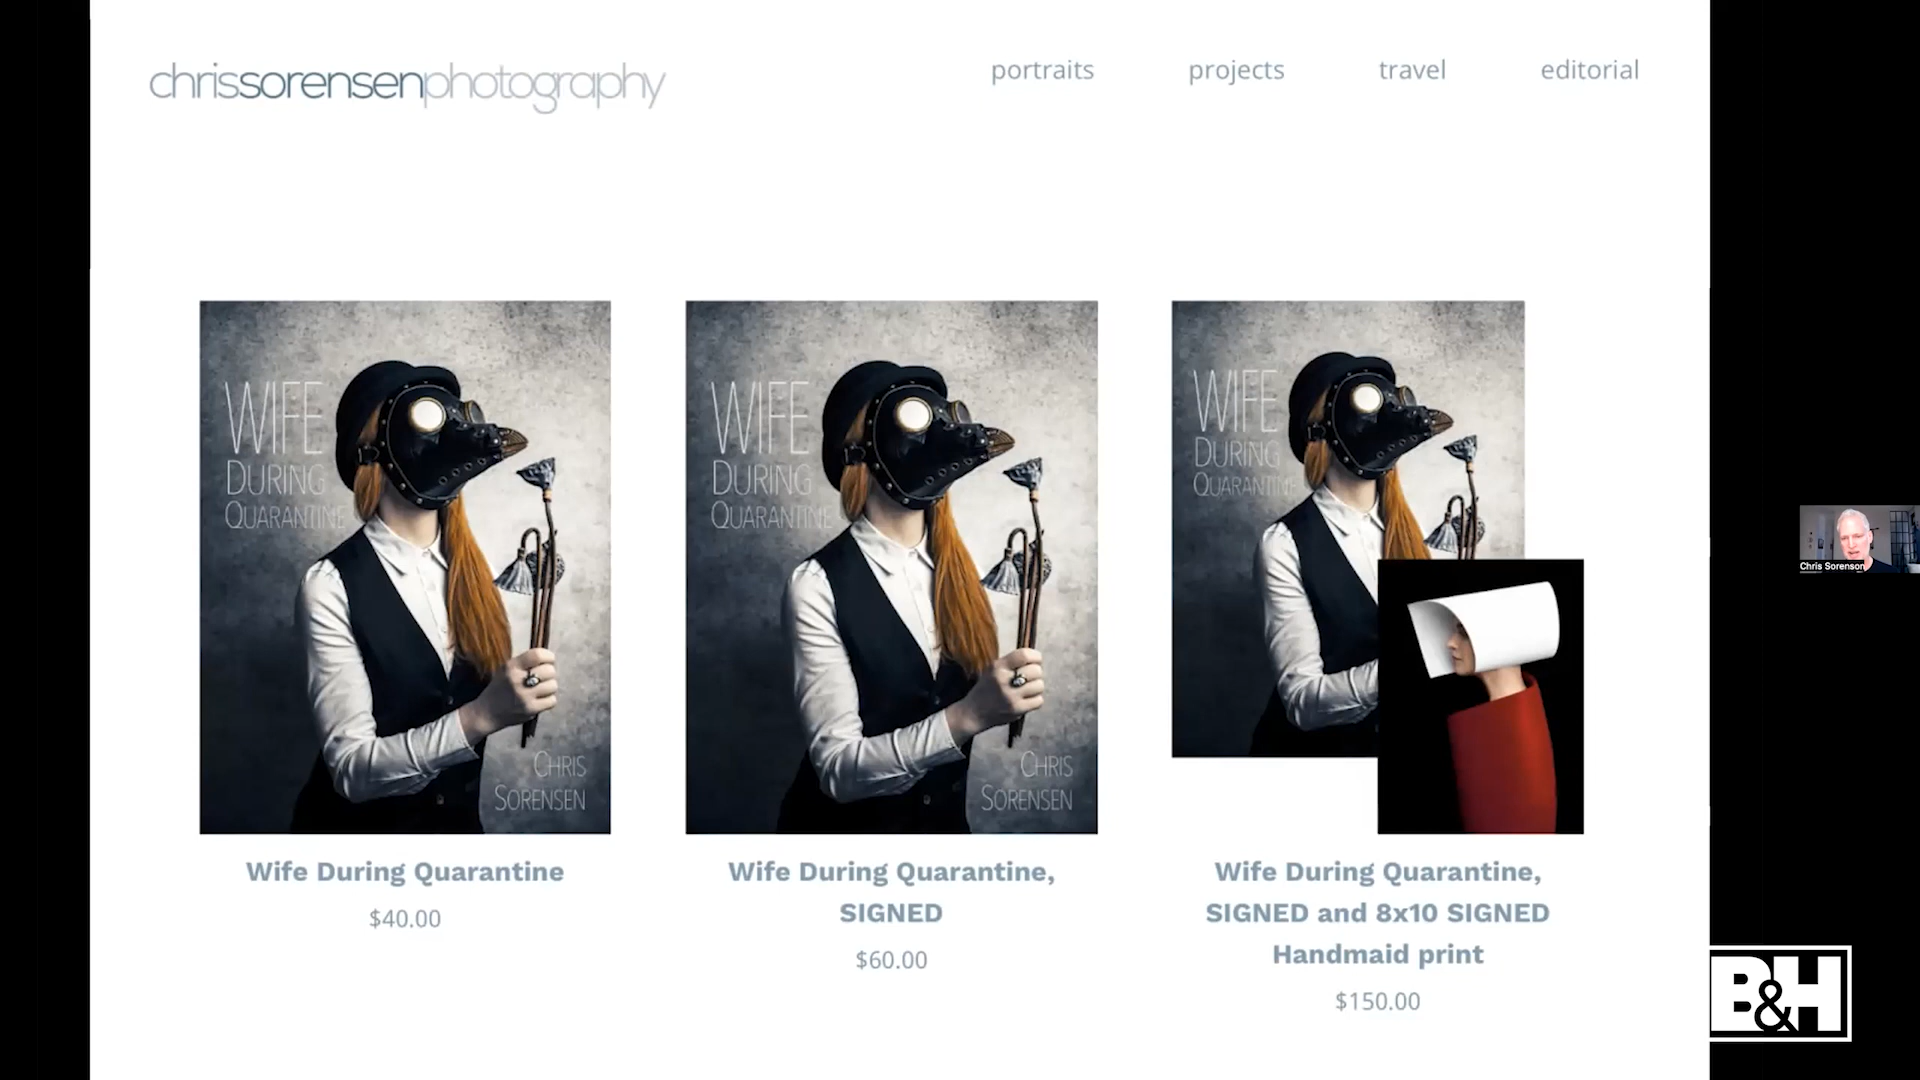 chrissorensenphotography
portraits projects travel editorial
WIFE
DURING
QUARANTINE
CHRIS
SORENSEN
WIFE
DURING
QUARANTINE
CHRIS
SORENSEN
WIFE
DURING
QUARANTINE
Wife During Quarantine
$40.00
Wife During Quarantine,
SIGNED
$60.00
Wife During Quarantine,
SIGNED and 8x10 SIGNED
Handmaid print
$150.00
Chris Sorenson
B&H